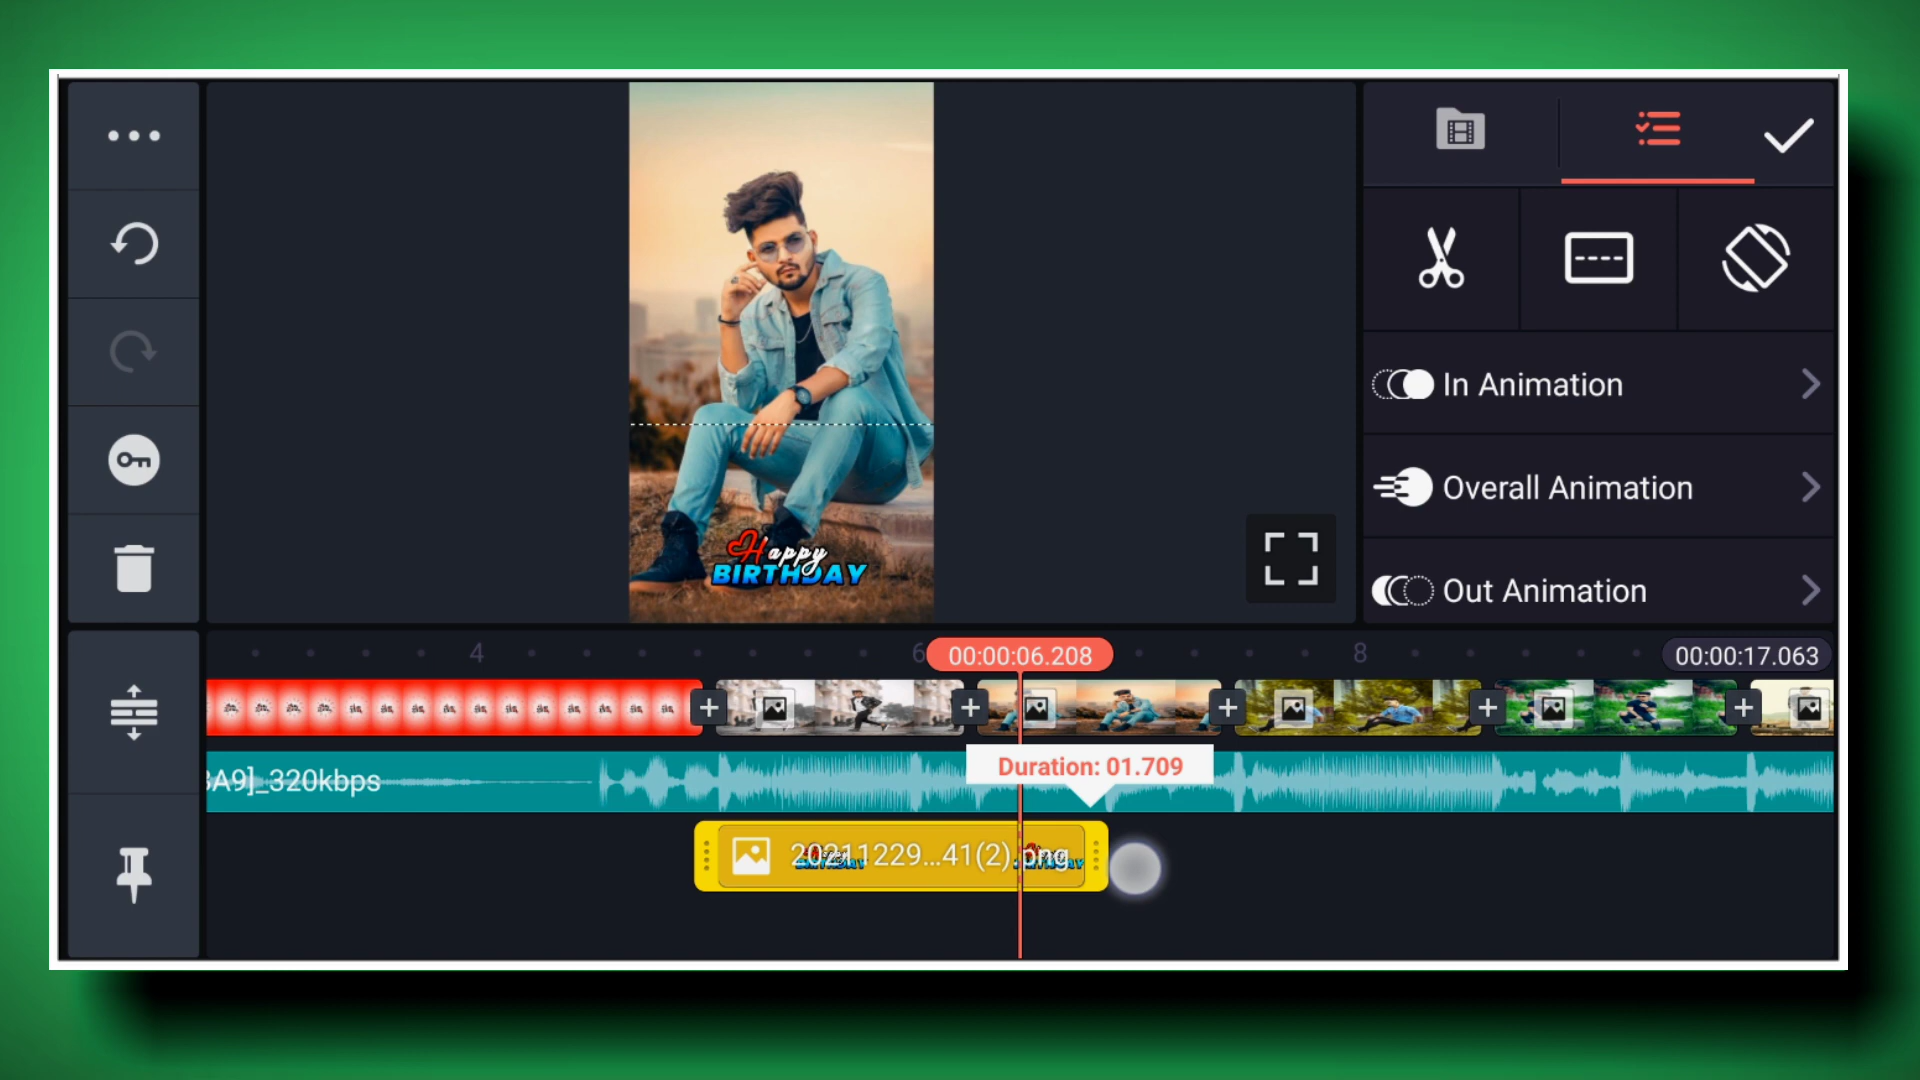 In Animation
Overall Animation
Happy
BIRTHDAY
Out Animation
4
6
00:00:06.208
8
00:00:17.063
3A9]_320kbps
Duration: 01.709
20211229...41(2).png